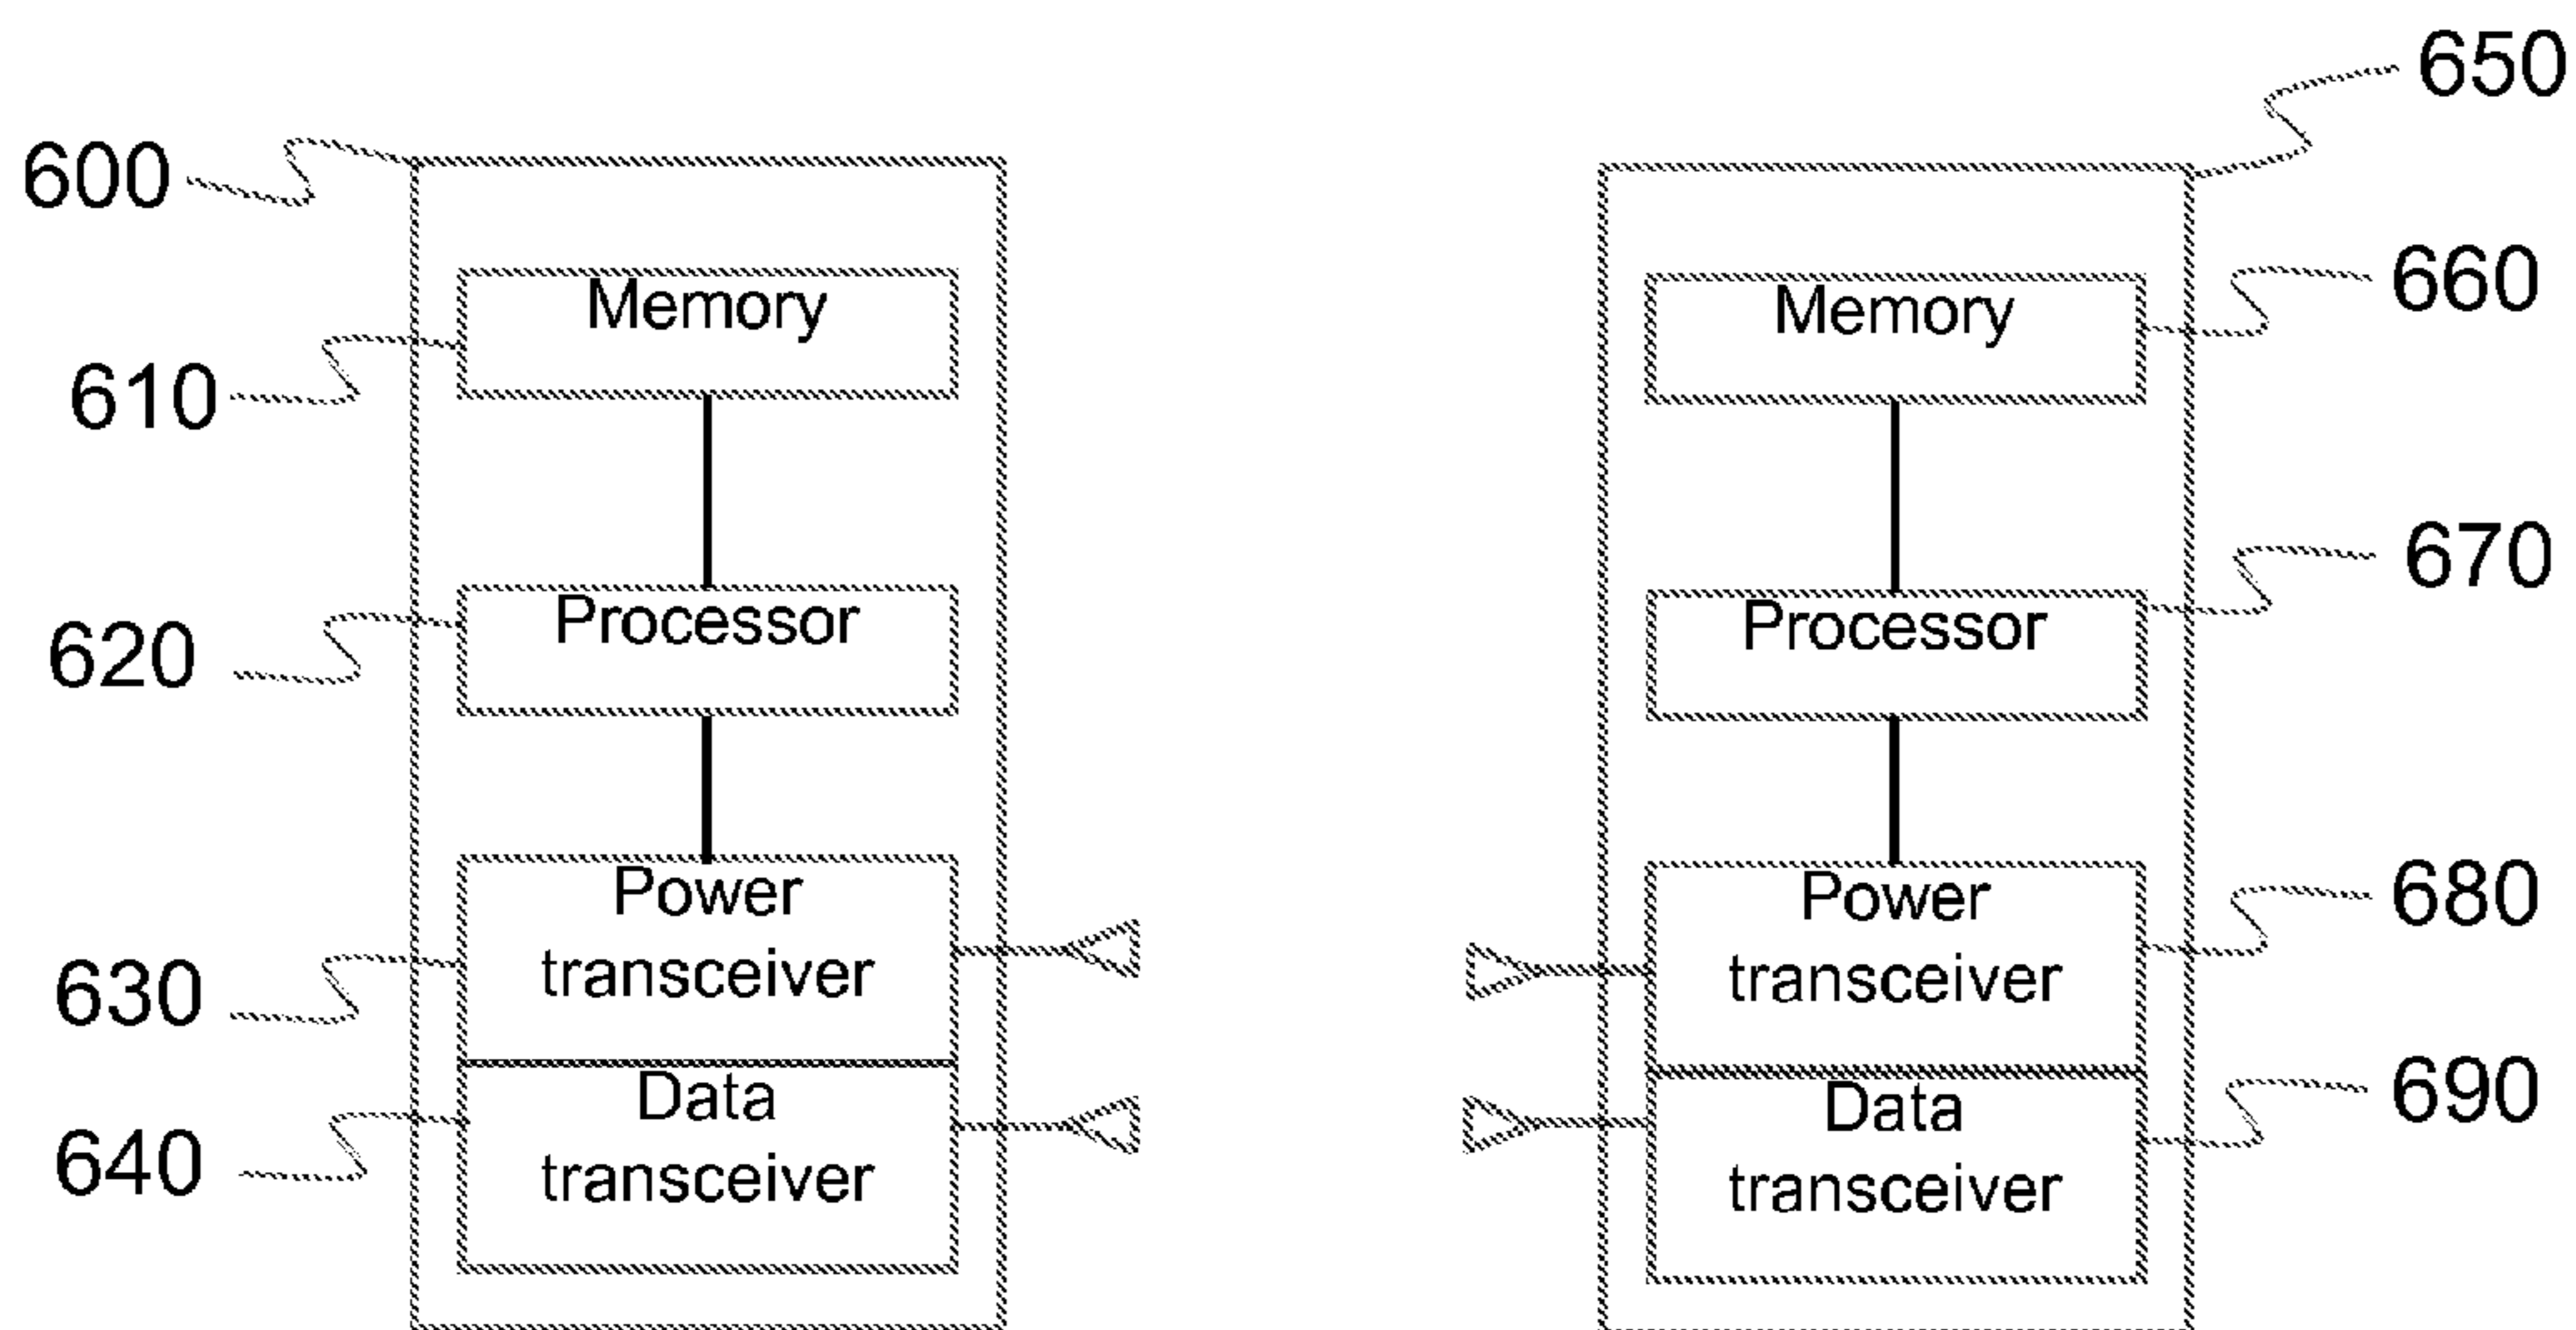 650
600
Memory
Memory
660
610
Processor
Processor
670
620
Power
transceiver
Power
transceiver
680
630
Data
transceiver
Data
transceiver
690
640